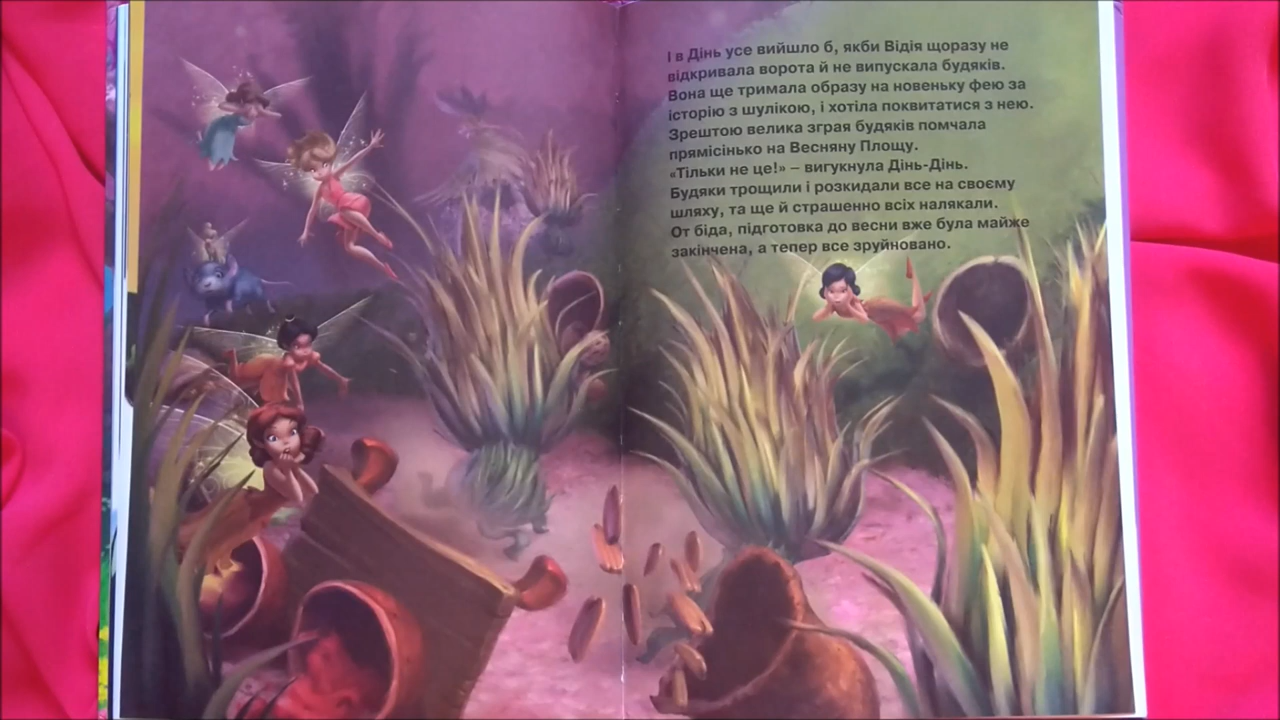 І в Дінь усе вийшло б, якби Відія щоразу не
відкривала ворота й не випускала будяків.
Вона ще тримала образу на новеньку фею за
історію з шулікою, і хотіла поквитатися з нею.
Зрештою велика зграя будяків помчала
прямісінько на Весняну Площу.
«Тільки не це!» – вигукнула Дінь-Дінь.
Будяки трощили і розкидали все на своєму
шляху, та ще й страшенно всіх налякали.
От біда, підготовка до весни вже була майже
закінчена, а тепер все зруйновано.